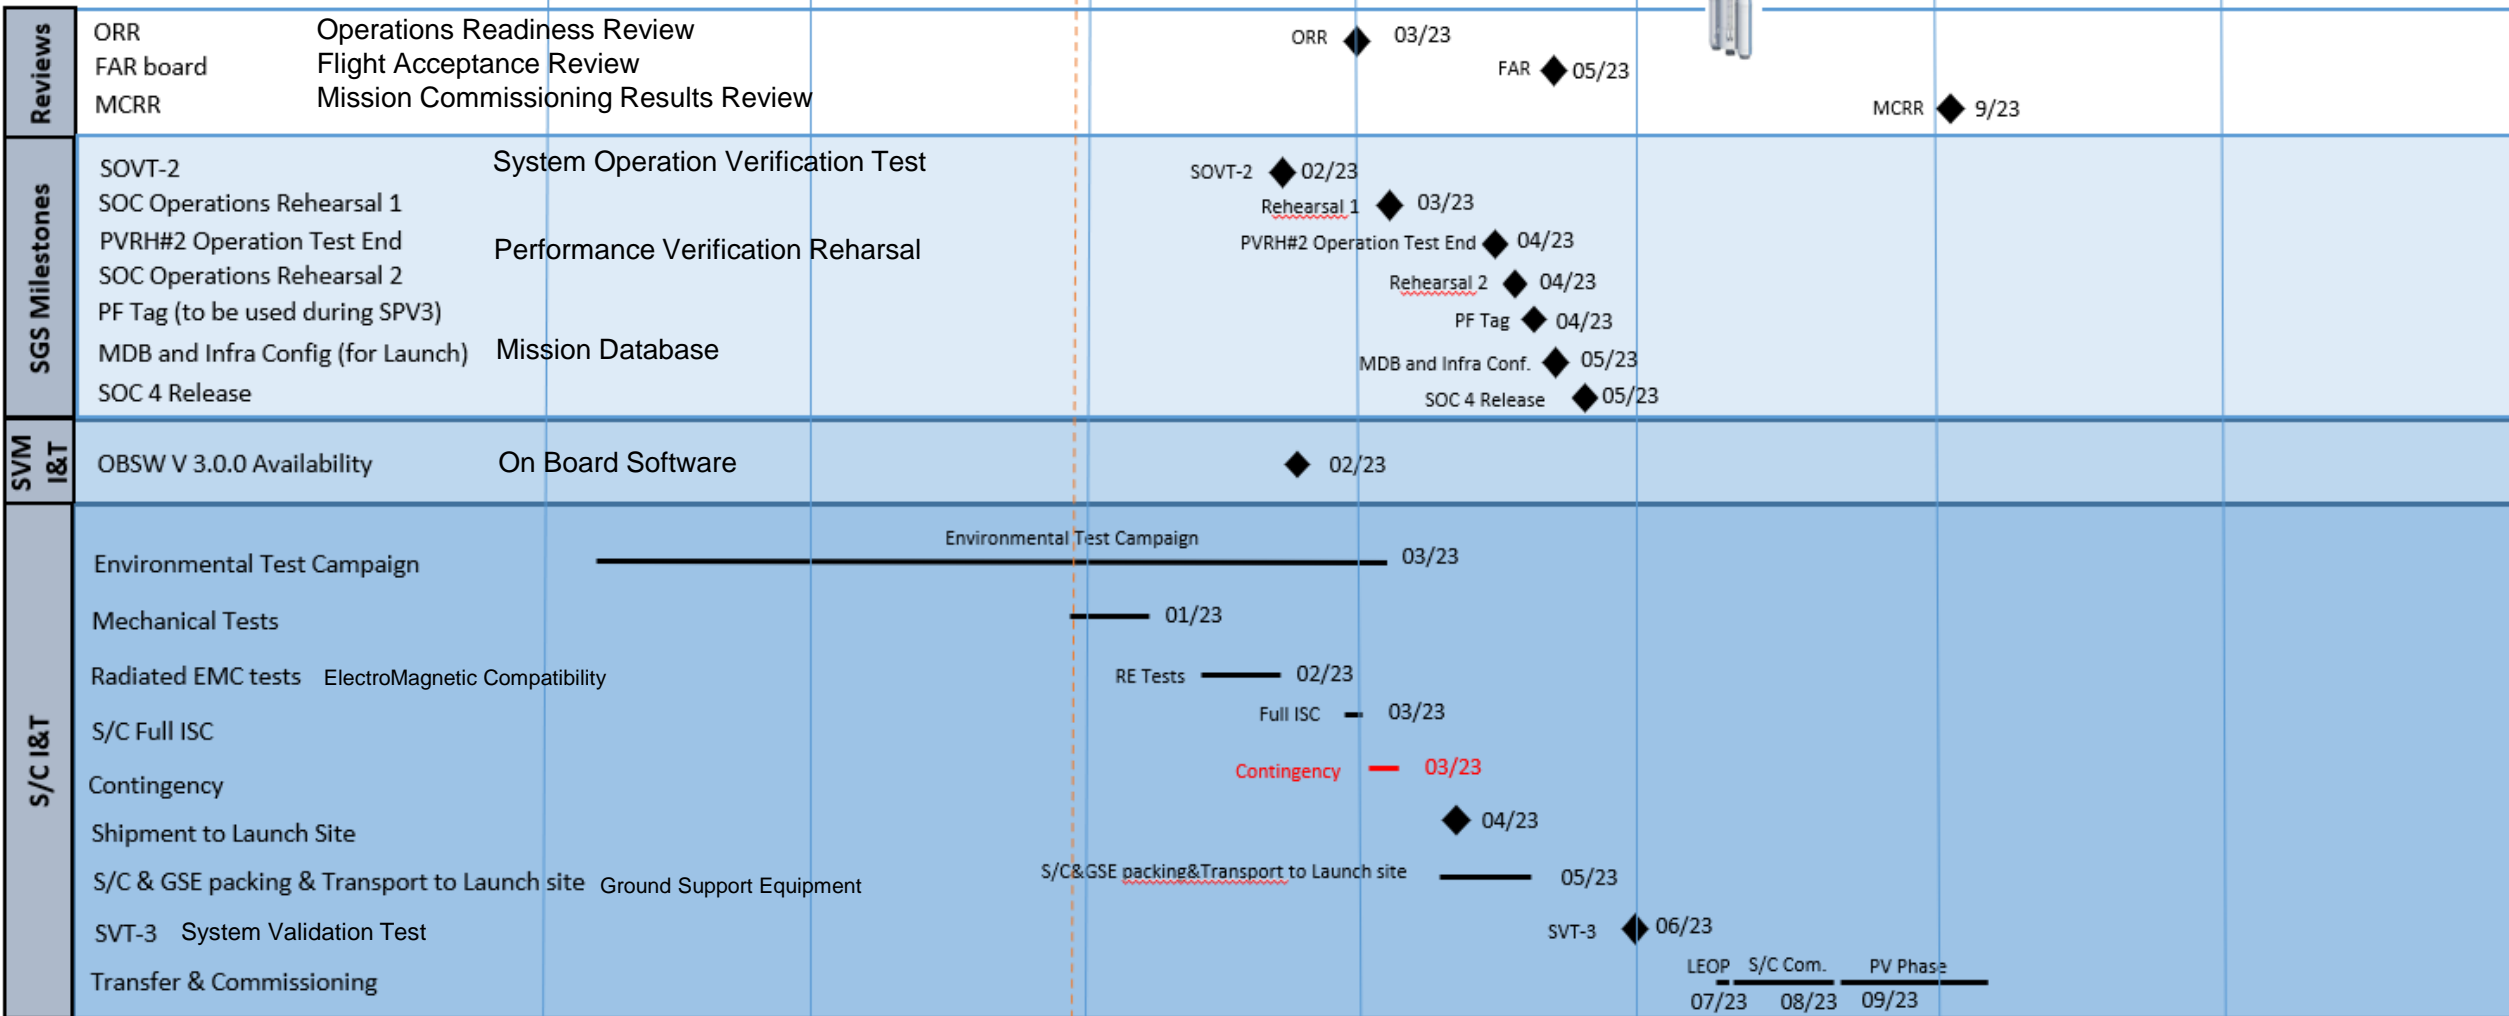 Reviews
ORR Operations Readiness Review ORR 03/23
FAR board Flight Acceptance Review FAR 05/23
MCRR Mission Commissioning Results Review MCRR 9/23
SGS Milestones
SOVT-2 System Operation Verification Test SOVT-2 02/23
SOC Operations Rehearsal 1 Rehearsal 1 03/23
PVRH#2 Operation Test End Performance Verification Reharsal PVRH#2 Operation Test End 04/23
SOC Operations Rehearsal 2 Rehearsal 2 04/23
PF Tag (to be used during SPV3) PF Tag 04/23
MDB and Infra Config (for Launch) Mission Database MDB and Infra Conf. 05/23
SOC 4 Release SOC 4 Release 05/23
SVM
I&T
OBSW V 3.0.0 Availability On Board Software 02/23
S/C I&T
Environmental Test Campaign
Environmental Test Campaign 03/23
Mechanical Tests 01/23
Radiated EMC tests ElectroMagnetic Compatibility RE Tests 02/23
S/C Full ISC Full ISC 03/23
Contingency Contingency 03/23
Shipment to Launch Site 04/23
S/C & GSE packing & Transport to Launch site Ground Support Equipment S/C&GSE packing&Transport to Launch site 05/23
SVT-3 System Validation Test SVT-3 06/23
LEOP S/C Com. PV Phase
Transfer & Commissioning
07/23 08/23 09/23